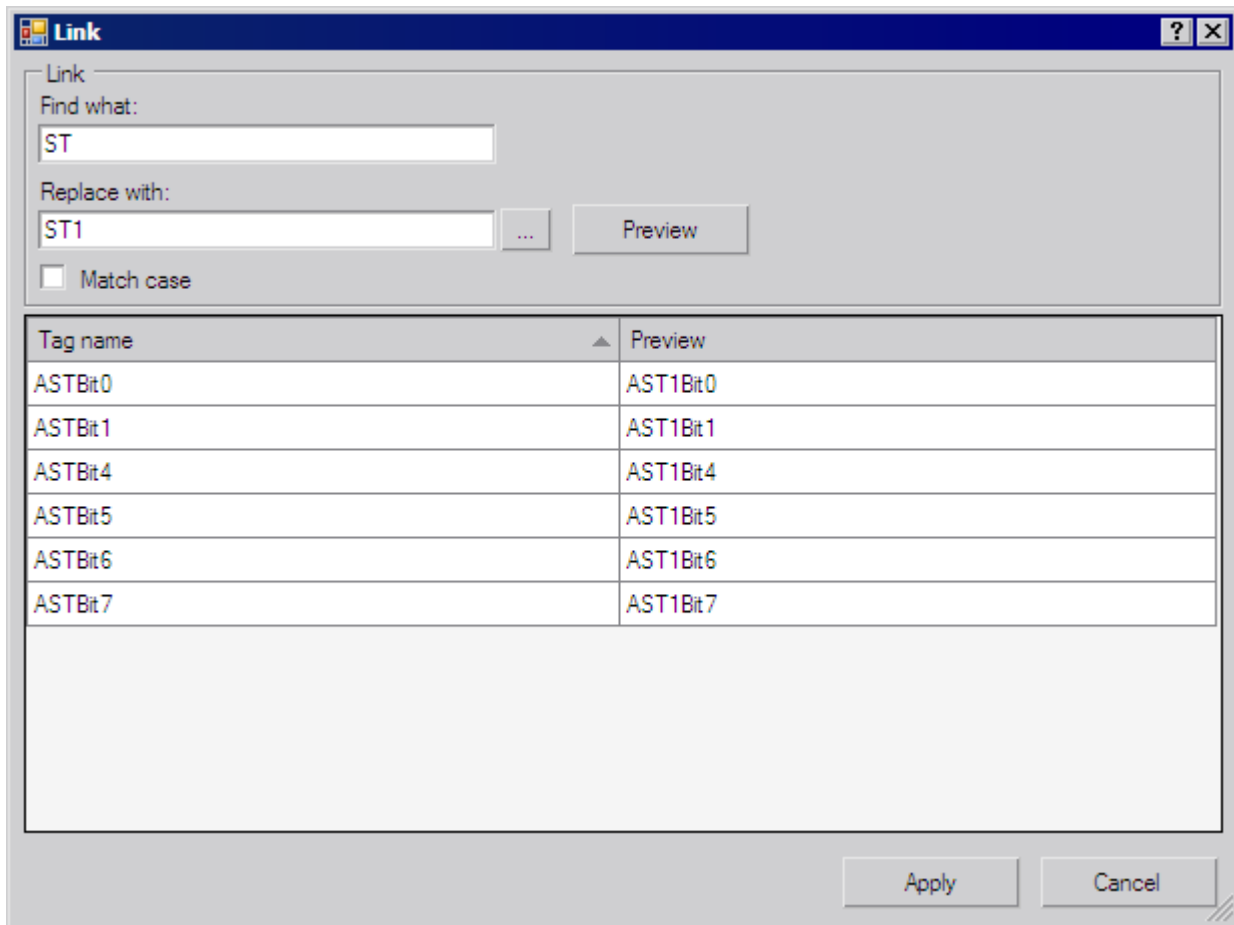 Link
Link
Find what:
ST
Replace with:
ST1
... Preview
Match case
Tag name Preview
ASTBit0 AST1Bit0
ASTBit1 AST1Bit1
ASTBit4 AST1Bit4
ASTBit5 AST1Bit5
ASTBit6 AST1Bit6
ASTBit7 AST1Bit7
Apply Cancel